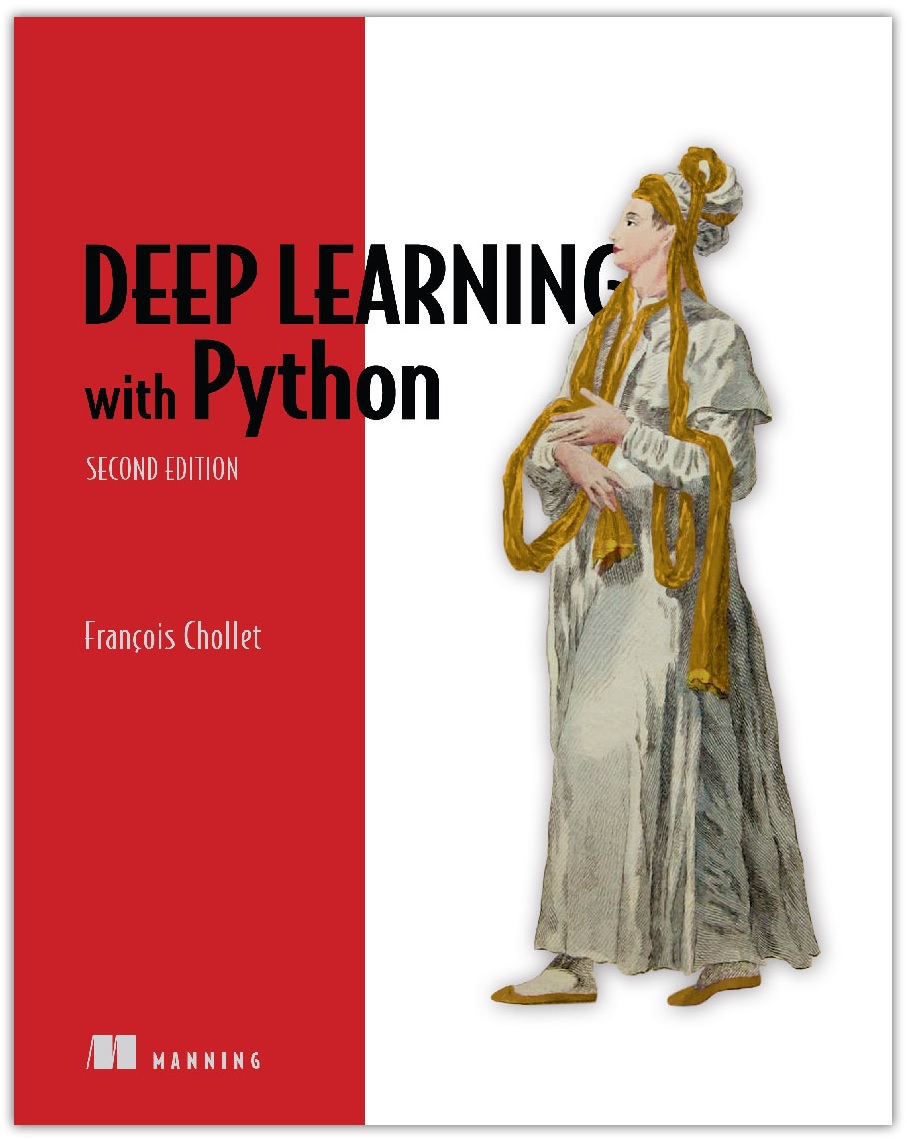 DEEP LEARNING
with Python
SECOND EDITION
François Chollet
MANNING